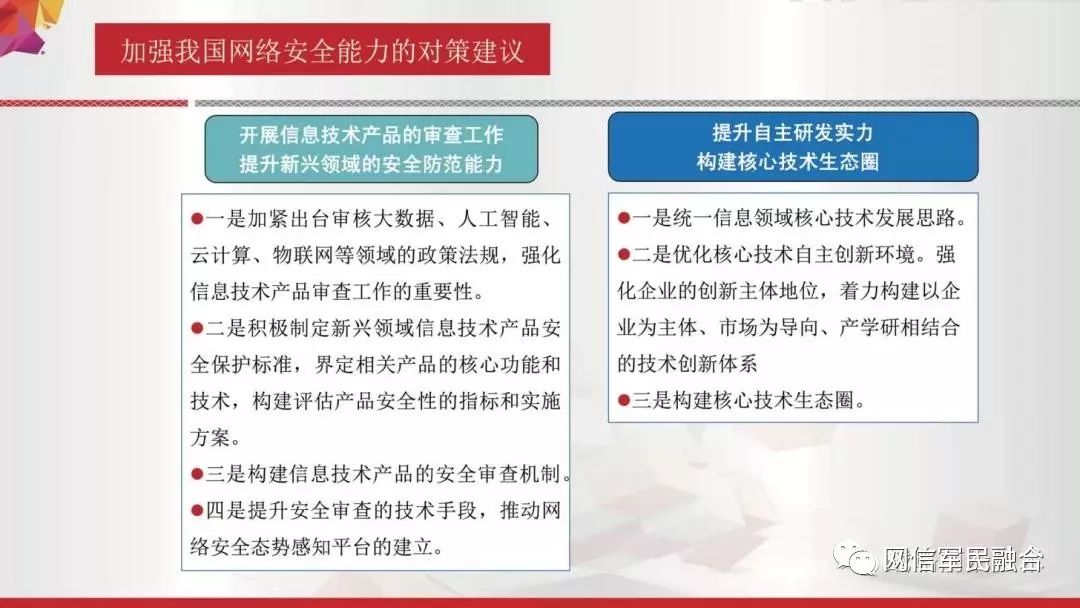 加强我国网络安全能力的对策建议
开展信息技术产品的审查工作
提升新兴领域的安全防范能力
●一是加紧出台审核大数据、人工智能、
云计算、物联网等领域的政策法规，强化
信息技术产品审查工作的重要性。
●二是积极制定新兴领域信息技术产品安
全保护标准，界定相关产品的核心功能和
技术，构建评估产品安全性的指标和实施
方案。
●三是构建信息技术产品的安全审查机制。
●四是提升安全审查的技术手段，推动网
络安全态势感知平台的建立。
提升自主研发实力
构建核心技术生态圈
●一是统一信息领域核心技术发展思路。
●二是优化核心技术自主创新环境。强
化企业的创新主体地位，着力构建以企
业为主体、市场为导向、产学研相结合
的技术创新体系
●三是构建核心技术生态圈。
网信军民融合